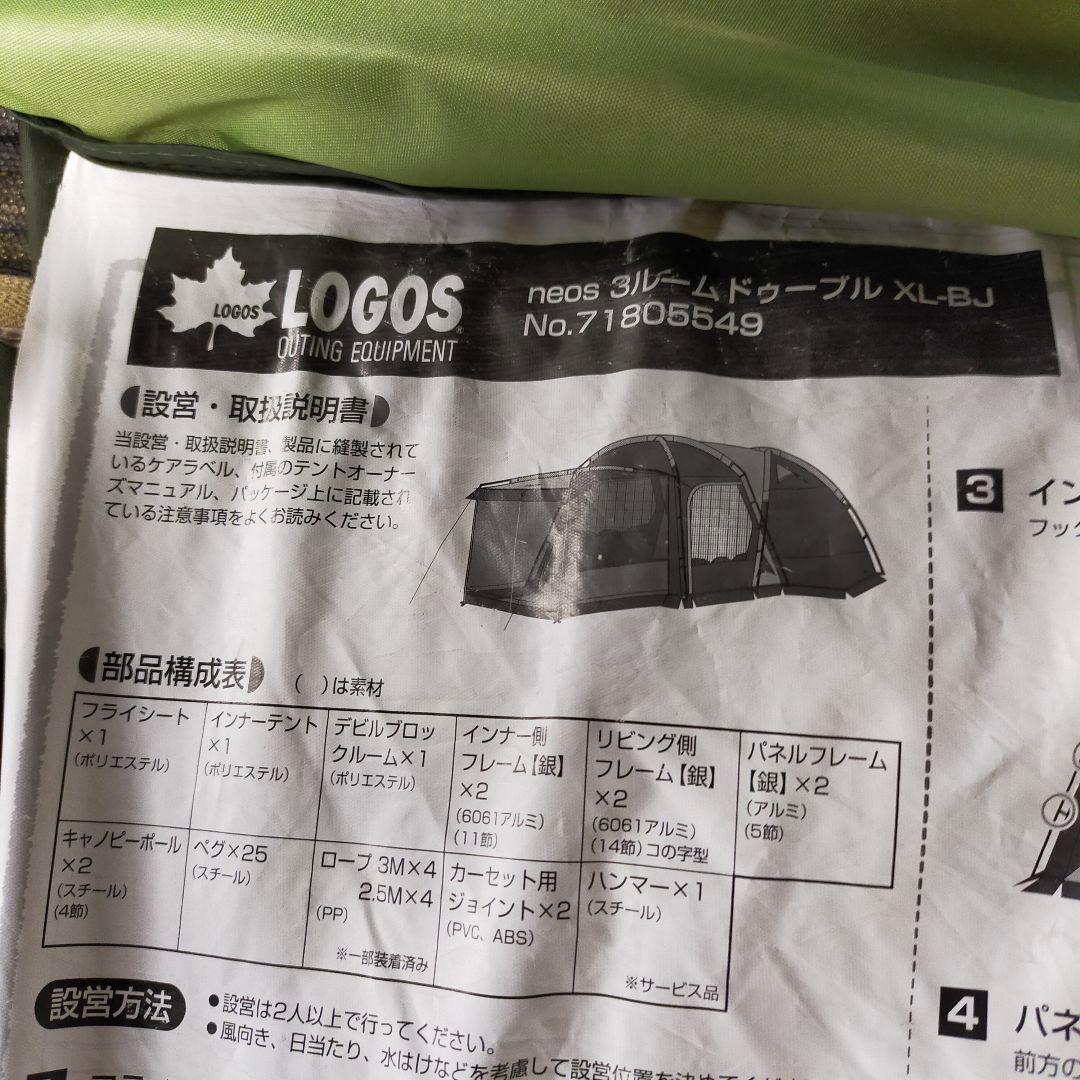 LOGOS
LOGOS
OUTING EQUIPMENT
neos 3ルームドゥーブル XL-BJ
No.71805549
設営・取扱説明書
当設営・取扱説明書、製品に縫製されて
いるケアラベル、付属のテントオーナー
ズマニュアル、パッケージ上に記載され
ている注意事項をよくお読みください。
部品構成表
( )は素材
フライシート
×1
(ポリエステル)
インナーテント
×1
(ポリエステル)
デビルブロッ
クルーム×1
(ポリエステル)
インナー側
フレーム【銀】
×2
(6061アルミ)
(11節)
リビング側
フレーム【銀】
×2
(6061アルミ)
(14節)コの字型
パネルフレーム
【銀】×2
(アルミ)
(5節)
キャノピーポール
×2
(スチール)
(4節)
ペグ×25
(スチール)
ロープ 3M×4
2.5M×4
(PP)
※一部装着済み
カーセット用
ジョイント×2
(PVC、ABS)
ハンマー×1
(スチール)
※サービス品
設営方法
●設営は2人以上で行ってください。
●風向き、日当たり、水はけなどを考慮して設営位置を決めてくだ
3
イン
フック
4
パネ
前方の